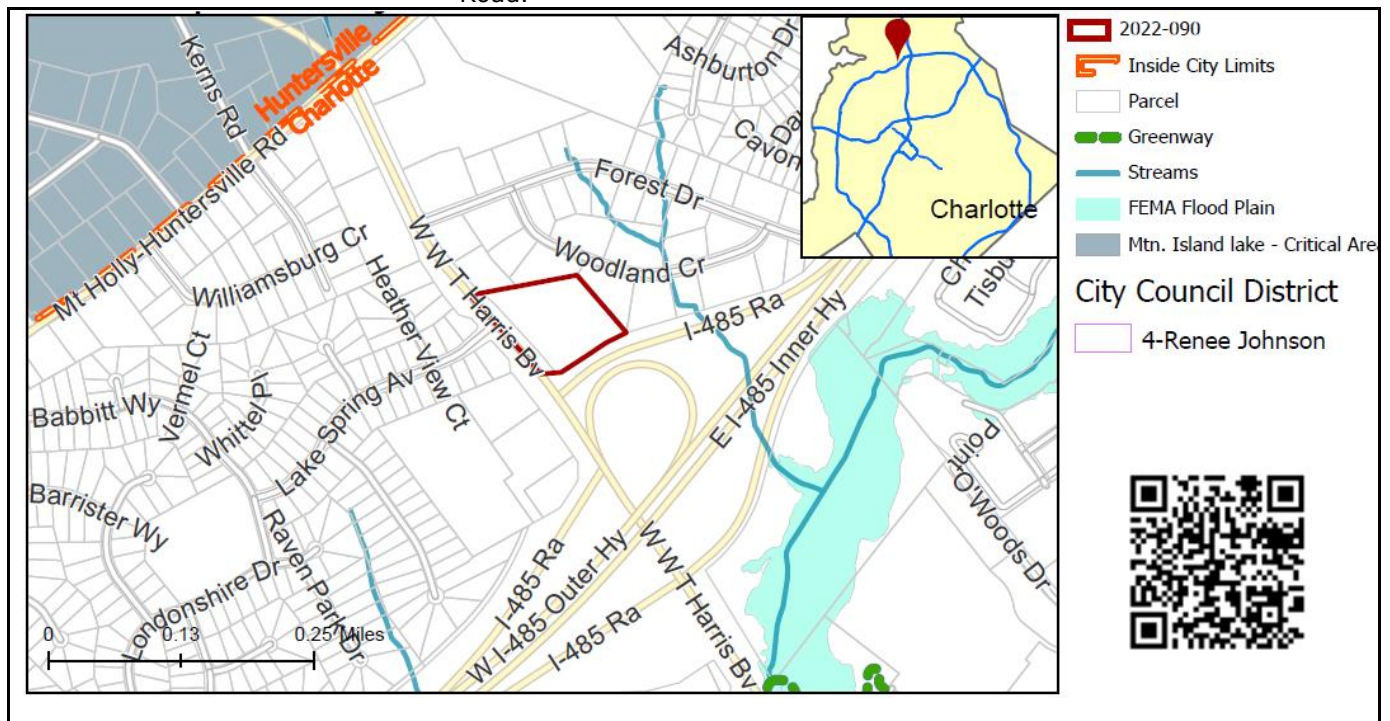 Road.
2022-090
Inside City Limits
Parcel
Greenway
Streams
FEMA Flood Plain
Mtn. Island lake - Critical Are
City Council District
4-Renee Johnson
Charlotte
Kerns Rd
Huntersville
Charlotte
Mt Holly-Huntersville Rd
Ashburton Dr
Cavon
Da
Forest Dr
Woodland Cr
Williamsburg Cr
Heather View Ct
W W T Harris Bv
I-485 Ra
E I-485 Inner Hy
Ch
Tisbu
Vermel Ct
Babbitt Wy
Whittel Pl
Lake Spring Av
Barrister Wy
Raven Park Dr
Londonshire Dr
I-485 Ra
W I-485 Outer Hy
I-485 Ra
W W T Harris Bv
Point O'Woods Dr
0 0.13 0.25 Miles